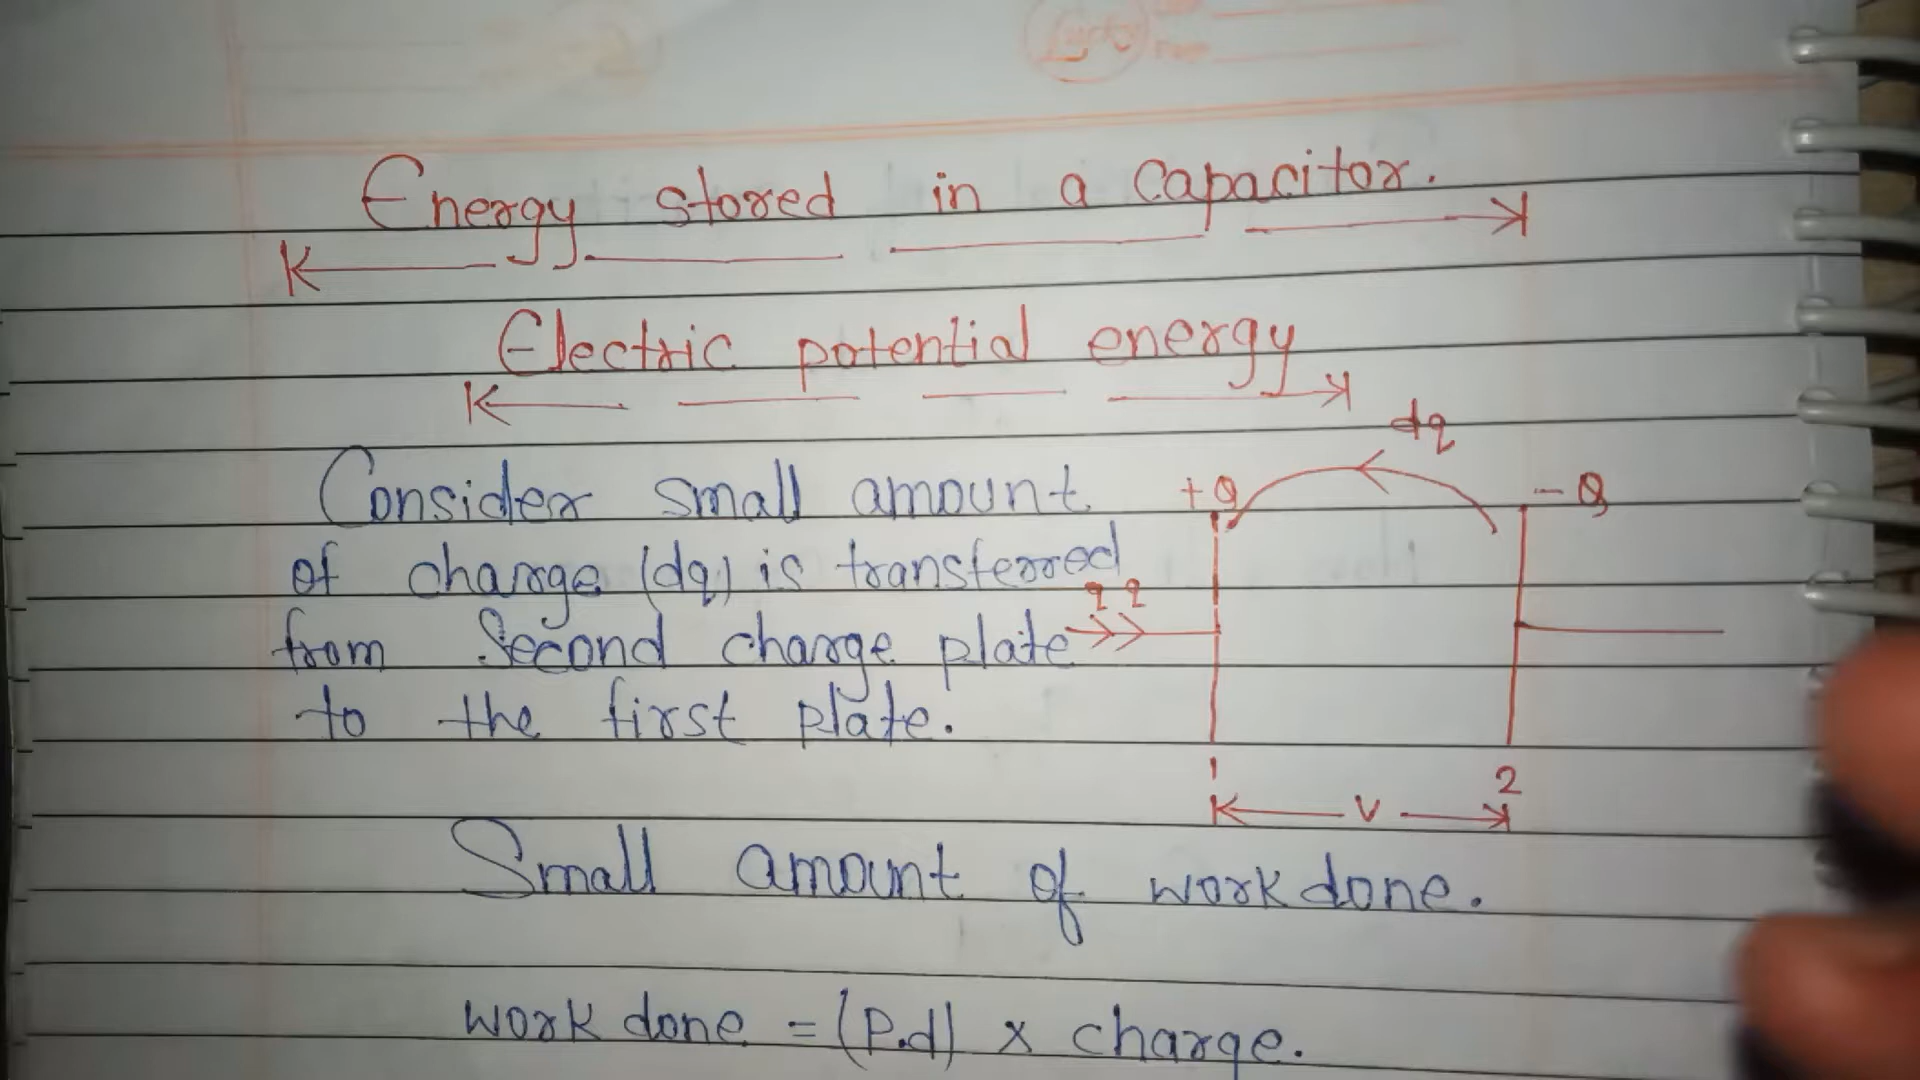 Energy stored in a capacitor.
Electric potential energy
dq
Consider small amount
+Q
- Q
of charge (dq) is transferred
q q
from Second charge plate
to the first plate.
1
2
V
Small amount of work done.
work done = (P.d) x charge.